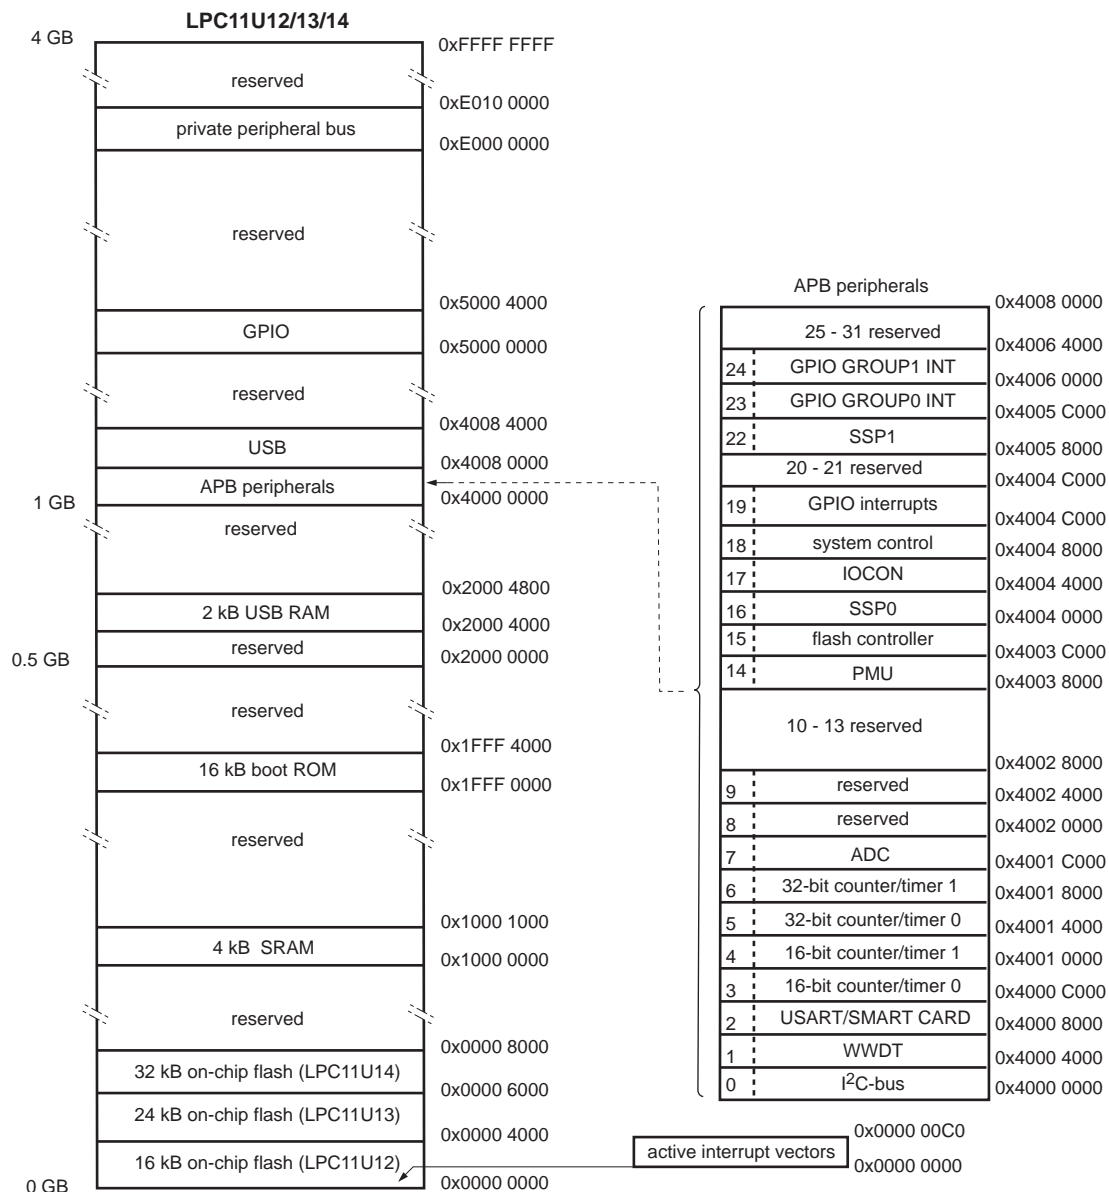 LPC11U12/13/14
4 GB
0xFFFF FFFF
reserved
0xE010 0000
private peripheral bus
0xE000 0000
reserved
0x5000 4000
GPIO
0x5000 0000
reserved
0x4008 4000
USB
0x4008 0000
APB peripherals
1 GB
0x4000 0000
reserved
0x2000 4800
2 kB USB RAM
0x2000 4000
reserved
0.5 GB
0x2000 0000
reserved
0x1FFF 4000
16 kB boot ROM
0x1FFF 0000
reserved
0x1000 1000
4 kB SRAM
0x1000 0000
reserved
0x0000 8000
32 kB on-chip flash (LPC11U14)
0x0000 6000
24 kB on-chip flash (LPC11U13)
0x0000 4000
16 kB on-chip flash (LPC11U12)
0 GB
0x0000 0000
APB peripherals
0x4008 0000
25 - 31 reserved
0x4006 4000
24 GPIO GROUP1 INT
0x4006 0000
23 GPIO GROUP0 INT
0x4005 C000
22 SSP1
0x4005 8000
20 - 21 reserved
0x4004 C000
19 GPIO interrupts
0x4004 C000
18 system control
0x4004 8000
17 IOCON
0x4004 4000
16 SSP0
0x4004 0000
15 flash controller
0x4003 C000
14 PMU
0x4003 8000
10 - 13 reserved
0x4002 8000
9 reserved
0x4002 4000
8 reserved
0x4002 0000
7 ADC
0x4001 C000
6 32-bit counter/timer 1
0x4001 8000
5 32-bit counter/timer 0
0x4001 4000
4 16-bit counter/timer 1
0x4001 0000
3 16-bit counter/timer 0
0x4000 C000
2 USART/SMART CARD
0x4000 8000
1 WWDT
0x4000 4000
0 I2C-bus
0x4000 0000
0x0000 00C0
active interrupt vectors
0x0000 0000